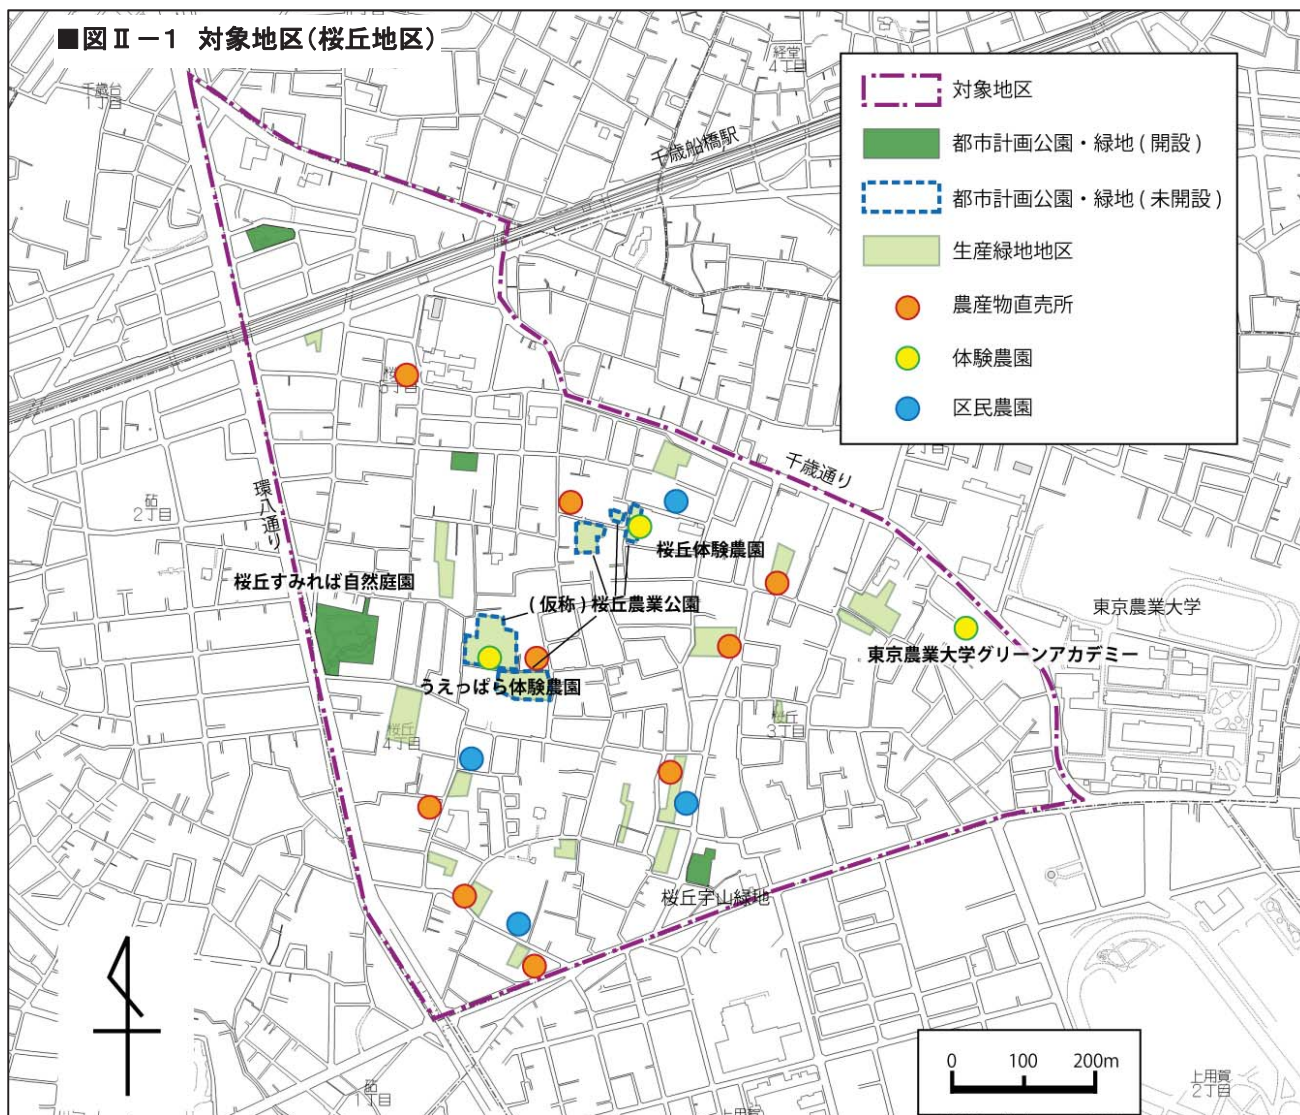 ■図Ⅱ－1 対象地区（桜丘地区）
千歳台
1丁目
経堂
4丁目
千歳船橋駅
対象地区
都市計画公園・緑地（開設）
都市計画公園・緑地（未開設）
生産緑地地区
農産物直売所
体験農園
区民農園
千歳通り
2丁目
砧
2丁目
環八通り
桜丘体験農園
桜丘すみれば自然庭園
（仮称）桜丘農業公園
東京農業大学
東京農業大学グリーンアカデミー
うえっぱら体験農園
桜丘
4丁目
桜丘
3丁目
桜丘宇山緑地
砧
1丁目
上用賀
0 100 200m
上用賀
2丁目